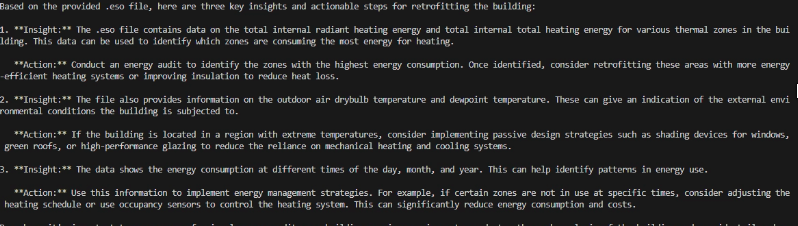 Based on the provided .eso file, here are three key insights and actionable steps for retrofitting the building:
1. **Insight:** The .eso file contains data on the total internal radiant heating energy and total internal total heating energy for various thermal zones in the bui
lding. This data can be used to identify which zones are consuming the most energy for heating.
**Action:** Conduct an energy audit to identify the zones with the highest energy consumption. Once identified, consider retrofitting these areas with more energy
-efficient heating systems or improving insulation to reduce heat loss.
2. **Insight:** The file also provides information on the outdoor air drybulb temperature and dewpoint temperature. These can give an indication of the external envi
ronmental conditions the building is subjected to.
**Action:** If the building is located in a region with extreme temperatures, consider implementing passive design strategies such as shading devices for windows,
green roofs, or high-performance glazing to reduce the reliance on mechanical heating and cooling systems.
3. **Insight:** The data shows the energy consumption at different times of the day, month, and year. This can help identify patterns in energy use.
**Action:** Use this information to implement energy management strategies. For example, if certain zones are not in use at specific times, consider adjusting the
heating schedule or use occupancy sensors to control the heating system. This can significantly reduce energy consumption and costs.